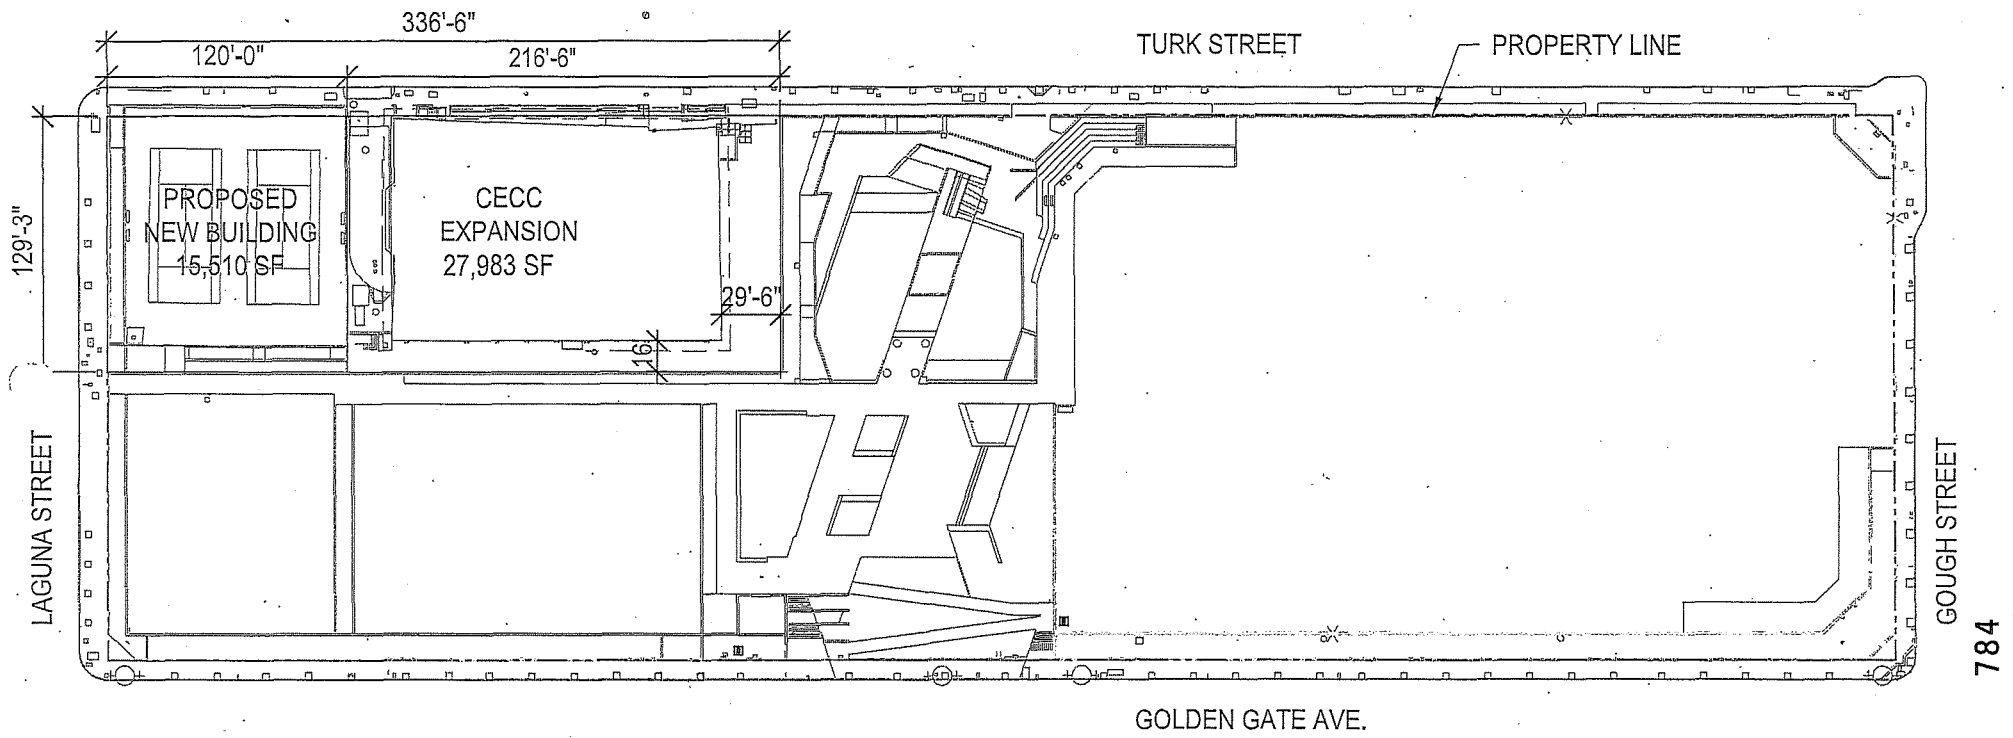 336'-6"
120'-0"
216'-6"
TURK STREET
PROPERTY LINE
129'-3"
PROPOSED
NEW BUILDING
15,510 SF
CECC
EXPANSION
27,983 SF
29'-6"
16'
LAGUNA STREET
GOUGH STREET
784
GOLDEN GATE AVE.